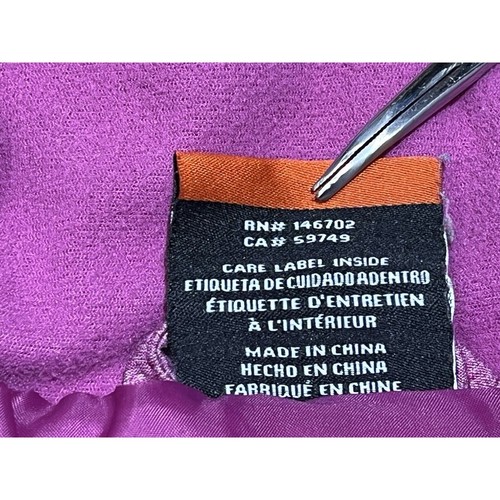 RN# 146702
CA# 59749
CARE LABEL INSIDE
ETIQUETA DE CUIDADO ADENTRO
ÉTIQUETTE D'ENTRETIEN
À L'INTÉRIEUR
MADE IN CHINA
HECHO EN CHINA
FABRIQUÉ EN CHINE